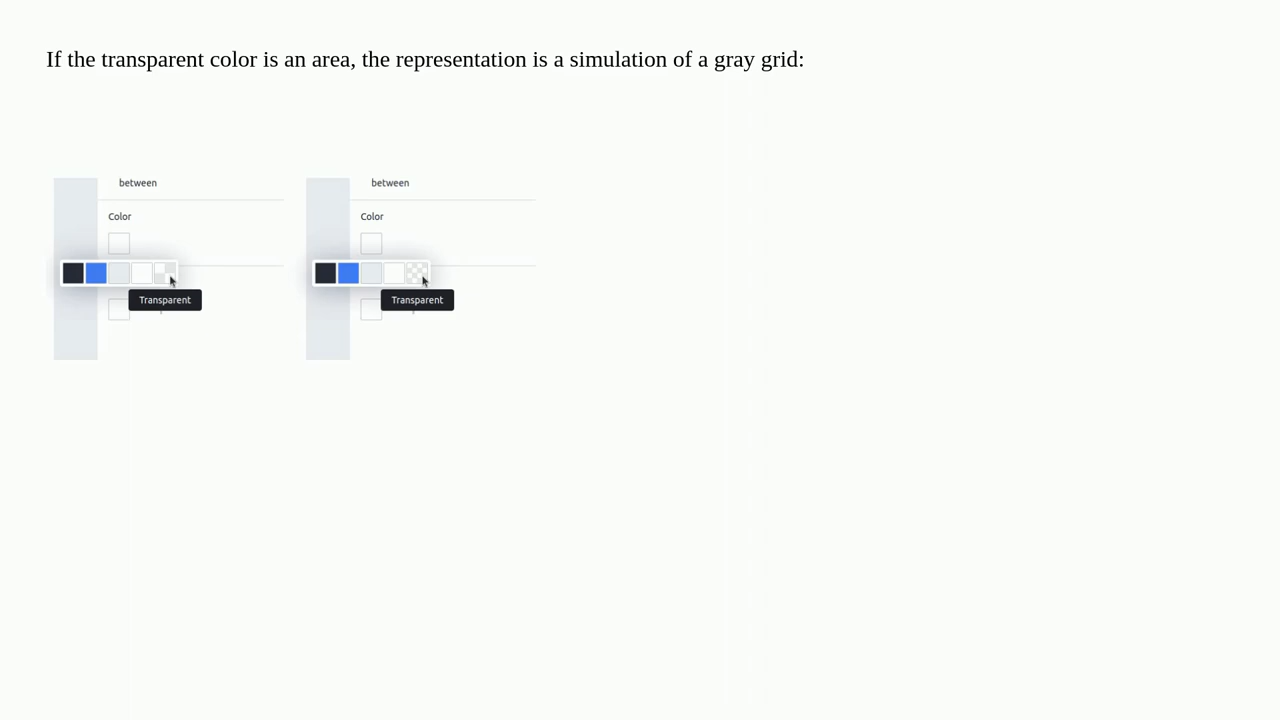 If the transparent color is an area, the representation is a simulation of a gray grid:
between
Color
Transparent
between
Color
Transparent